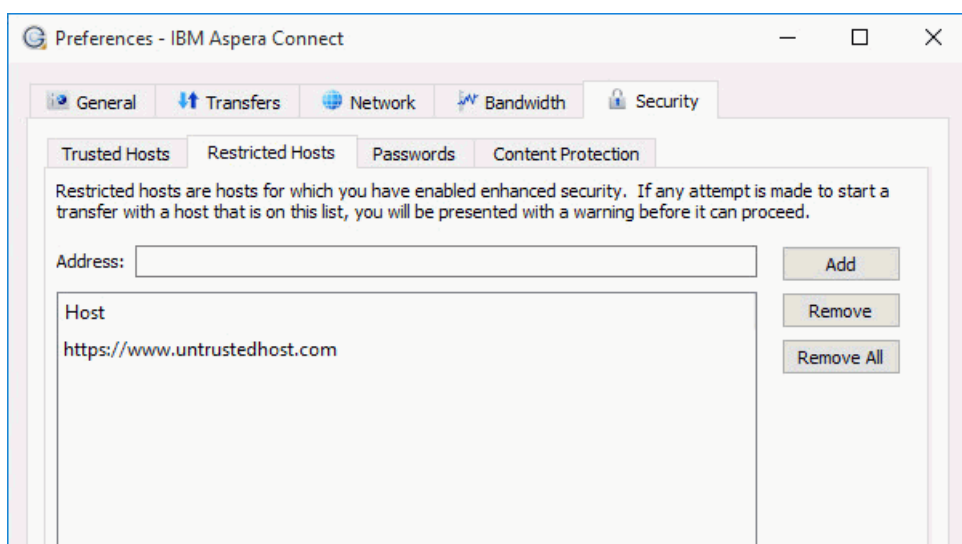 Preferences - IBM Aspera Connect
General Transfers Network Bandwidth Security
Trusted Hosts Restricted Hosts Passwords Content Protection
Restricted hosts are hosts for which you have enabled enhanced security. If any attempt is made to start a
transfer with a host that is on this list, you will be presented with a warning before it can proceed.
Address: Add
Host Remove
https://www.untrustedhost.com Remove All